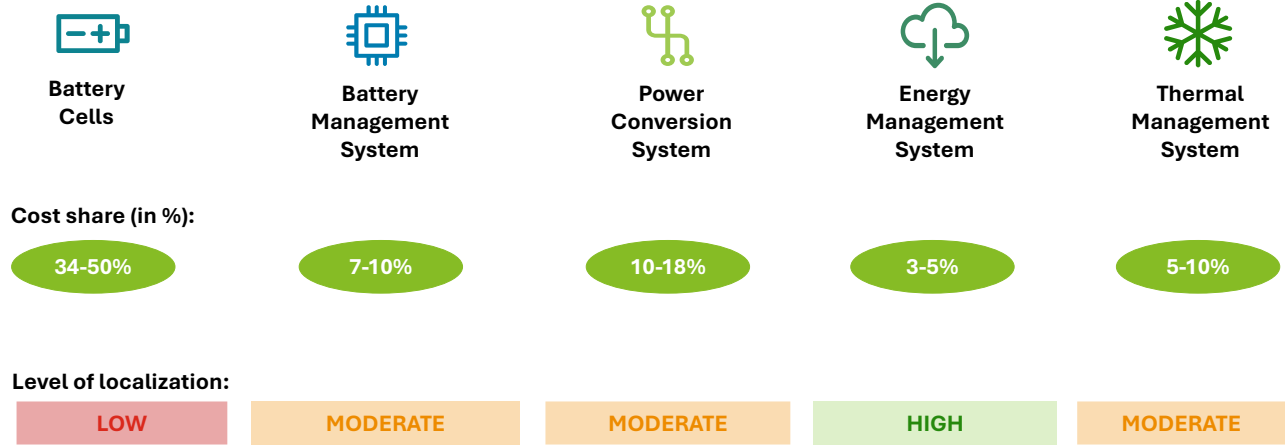 Battery
Cells
Battery
Management
System
Power
Conversion
System
Energy
Management
System
Thermal
Management
System
Cost share (in %):
34-50%
7-10%
10-18%
3-5%
5-10%
Level of localization:
LOW
MODERATE
MODERATE
HIGH
MODERATE